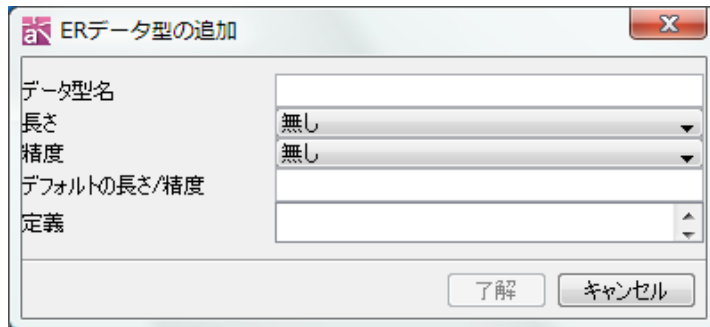 ERデータ型の追加
データ型名
長さ 無し
精度 無し
デフォルトの長さ/精度
定義
了解 キャンセル